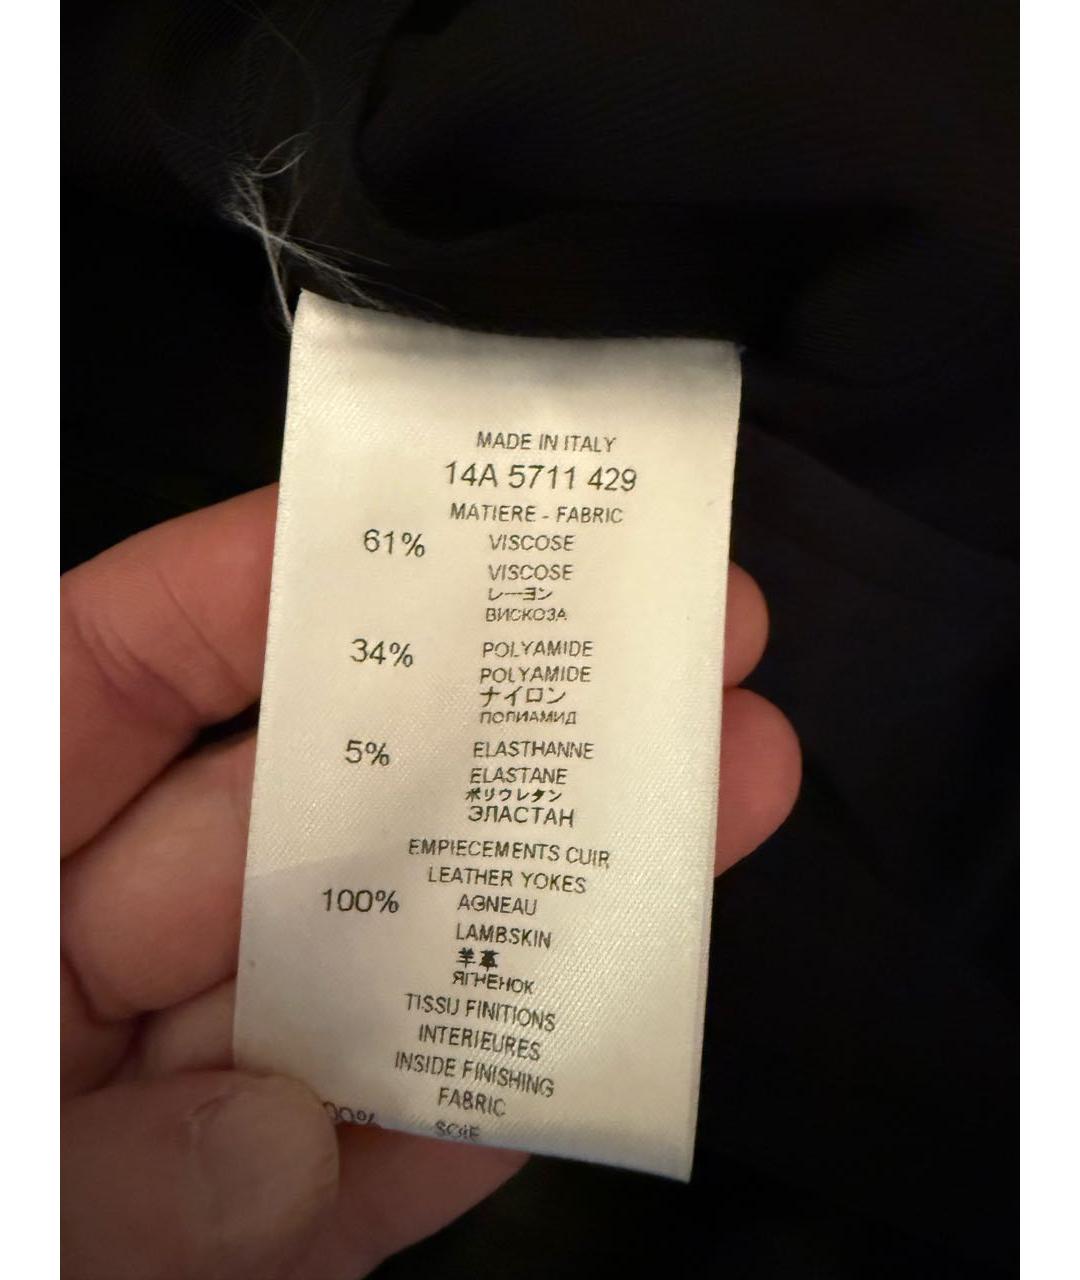 MADE IN ITALY
14A 5711 429
MATIERE - FABRIC
61% VISCOSE
VISCOSE
レーヨン
ВИСКОЗА
34% POLYAMIDE
POLYAMIDE
ナイロン
ПОЛИАМИД
5% ELASTHANNE
ELASTANE
ポリウレタン
ЭЛАСТАН
EMPIECEMENTS CUIR
LEATHER YOKES
100% AGNEAU
LAMBSKIN
羊革
ЯГНЕНОК
TISSU FINITIONS
INTERIEURES
INSIDE FINISHING
FABRIC
00% SOIE